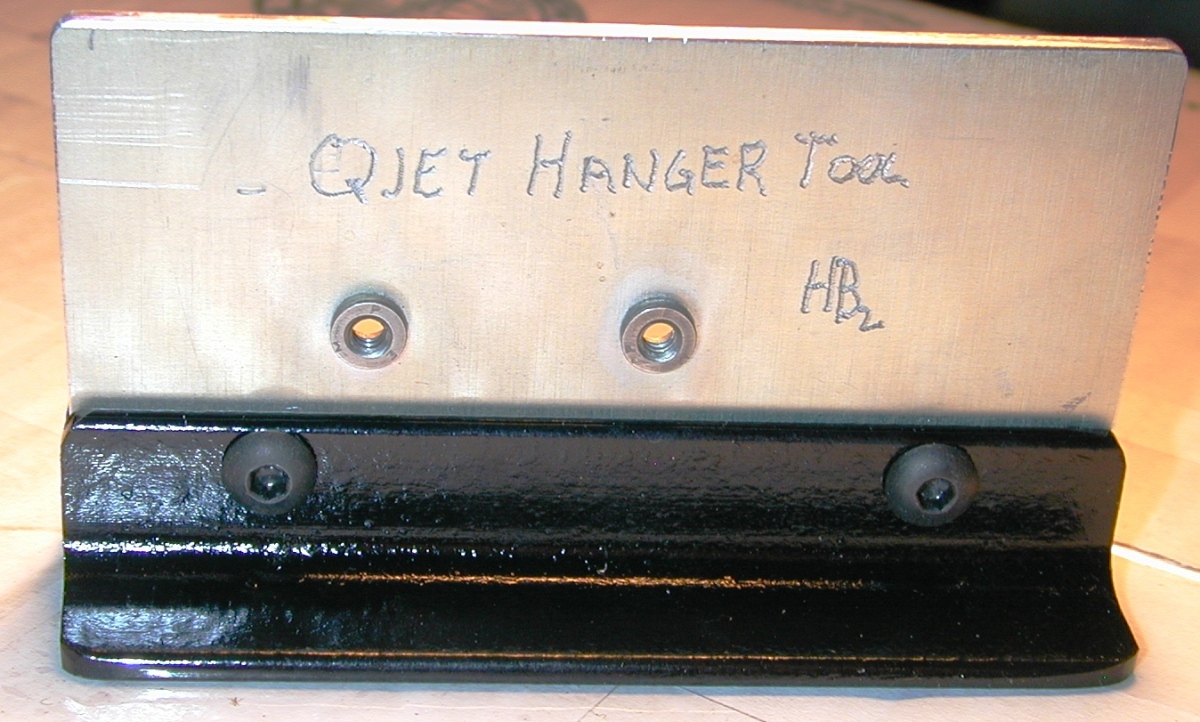 - QJET HANGER TOOL
HB2